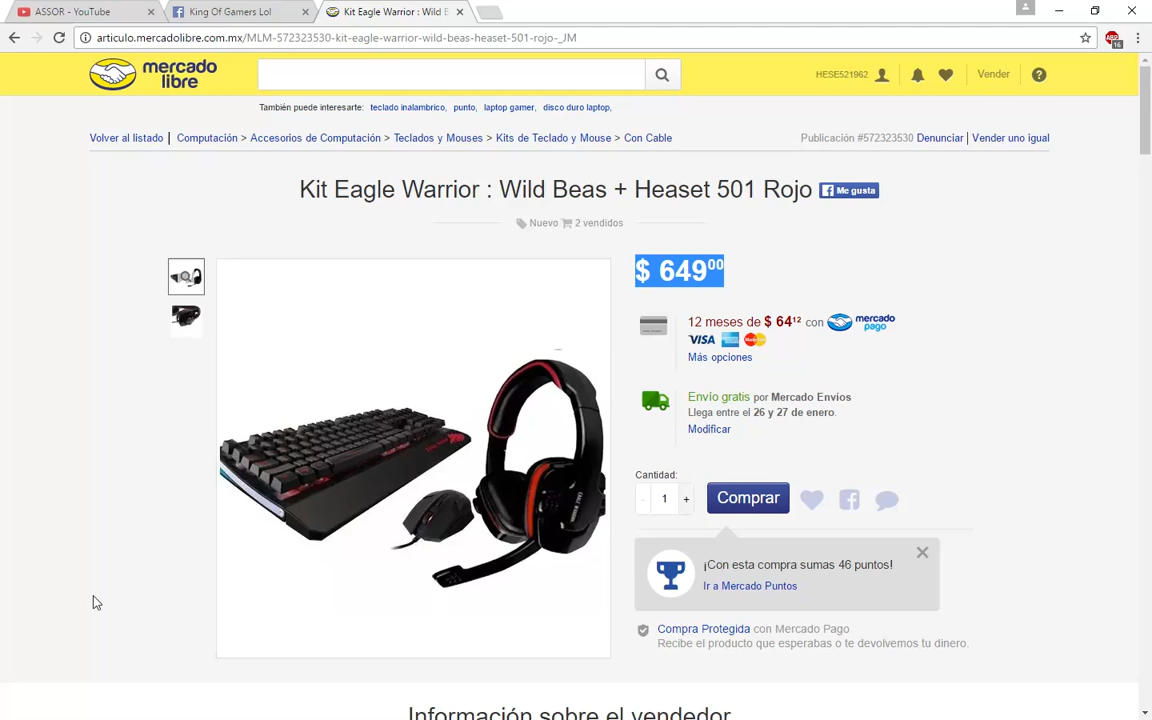 ASSOR - YouTube
King Of Gamers Lol
Kit Eagle Warrior : Wild B
articulo.mercadolibre.com.mx/MLM-572323530-kit-eagle-warrior-wild-beas-heaset-501-rojo-_JM
ABP
16
mercado
libre
HESE521962
Vender
?
También puede interesarte: teclado inalambrico, punto, laptop gamer, disco duro laptop,
Volver al listado | Computación > Accesorios de Computación > Teclados y Mouses > Kits de Teclado y Mouse > Con Cable
Publicación #572323530 Denunciar | Vender uno igual
Kit Eagle Warrior : Wild Beas + Heaset 501 Rojo
Me gusta
Nuevo 2 vendidos
$ 649⁰⁰
12 meses de $ 64¹² con mercado pago
VISA
Más opciones
Envío gratis por Mercado Envíos
Llega entre el 26 y 27 de enero.
Modificar
Cantidad:
- 1 +
Comprar
¡Con esta compra sumas 46 puntos!
Ir a Mercado Puntos
Compra Protegida con Mercado Pago
Recibe el producto que esperabas o te devolvemos tu dinero.
Información sobre el vendedor